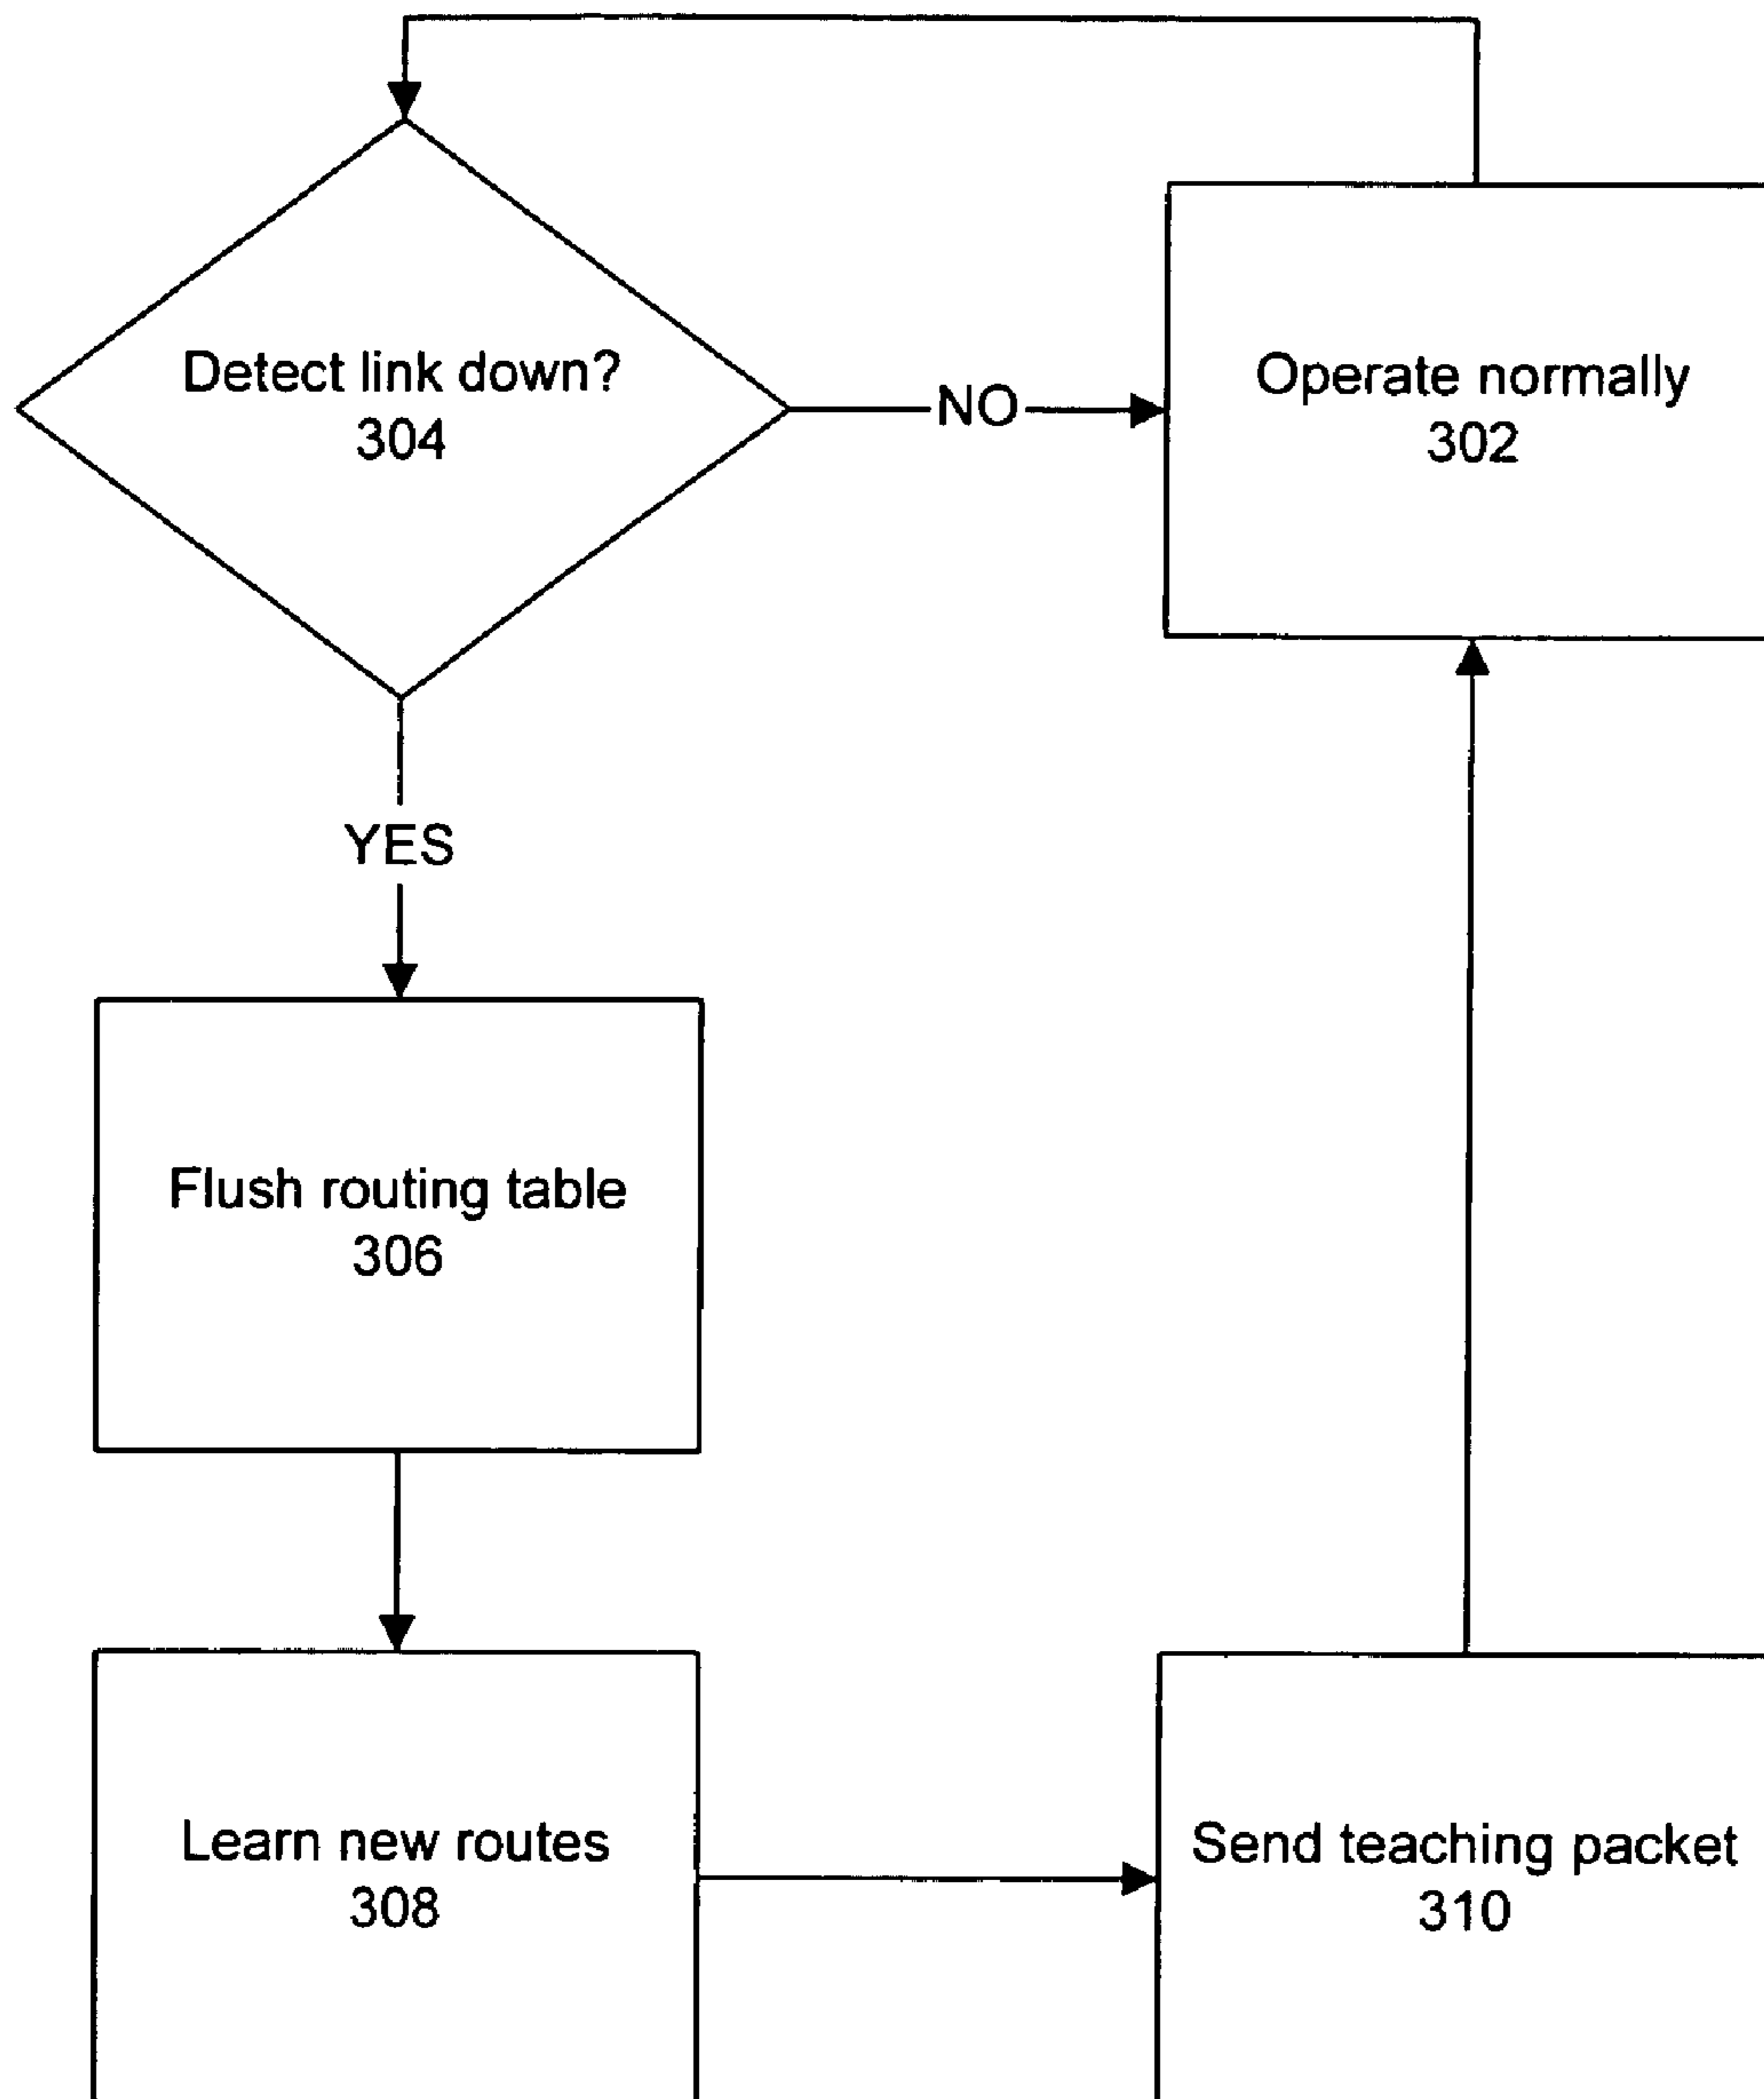 Detect link down?
304
NO
Operate normally
302
YES
Flush routing table
306
Learn new routes
308
Send teaching packet
310